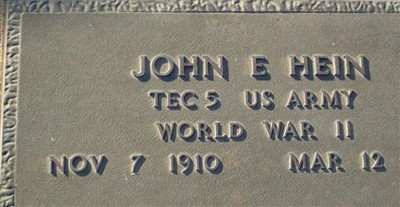 JOHN E HEIN
TEC 5 US ARMY
WORLD WAR II
NOV 7 1910 MAR 12